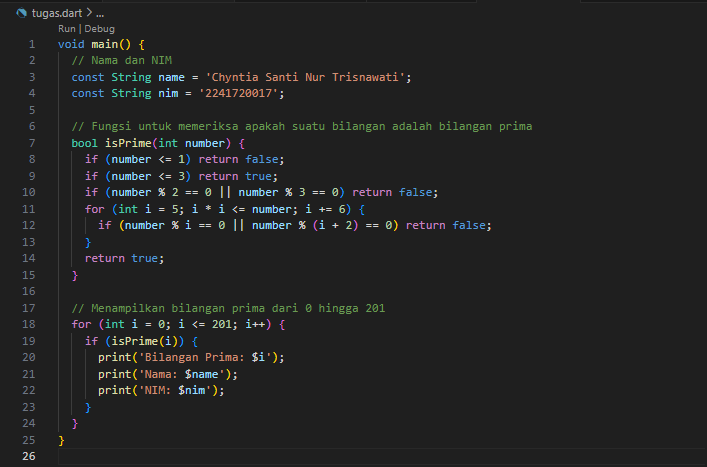 tugas.dart > ...
Run | Debug
1 void main() {
2   // Nama dan NIM
3   const String name = 'Chyntia Santi Nur Trisnawati';
4   const String nim = '2241720017';
5
6   // Fungsi untuk memeriksa apakah suatu bilangan adalah bilangan prima
7   bool isPrime(int number) {
8     if (number <= 1) return false;
9     if (number <= 3) return true;
10     if (number % 2 == 0 || number % 3 == 0) return false;
11     for (int i = 5; i * i <= number; i += 6) {
12       if (number % i == 0 || number % (i + 2) == 0) return false;
13     }
14     return true;
15   }
16
17   // Menampilkan bilangan prima dari 0 hingga 201
18   for (int i = 0; i <= 201; i++) {
19     if (isPrime(i)) {
20       print('Bilangan Prima: $i');
21       print('Nama: $name');
22       print('NIM: $nim');
23     }
24   }
25 }
26